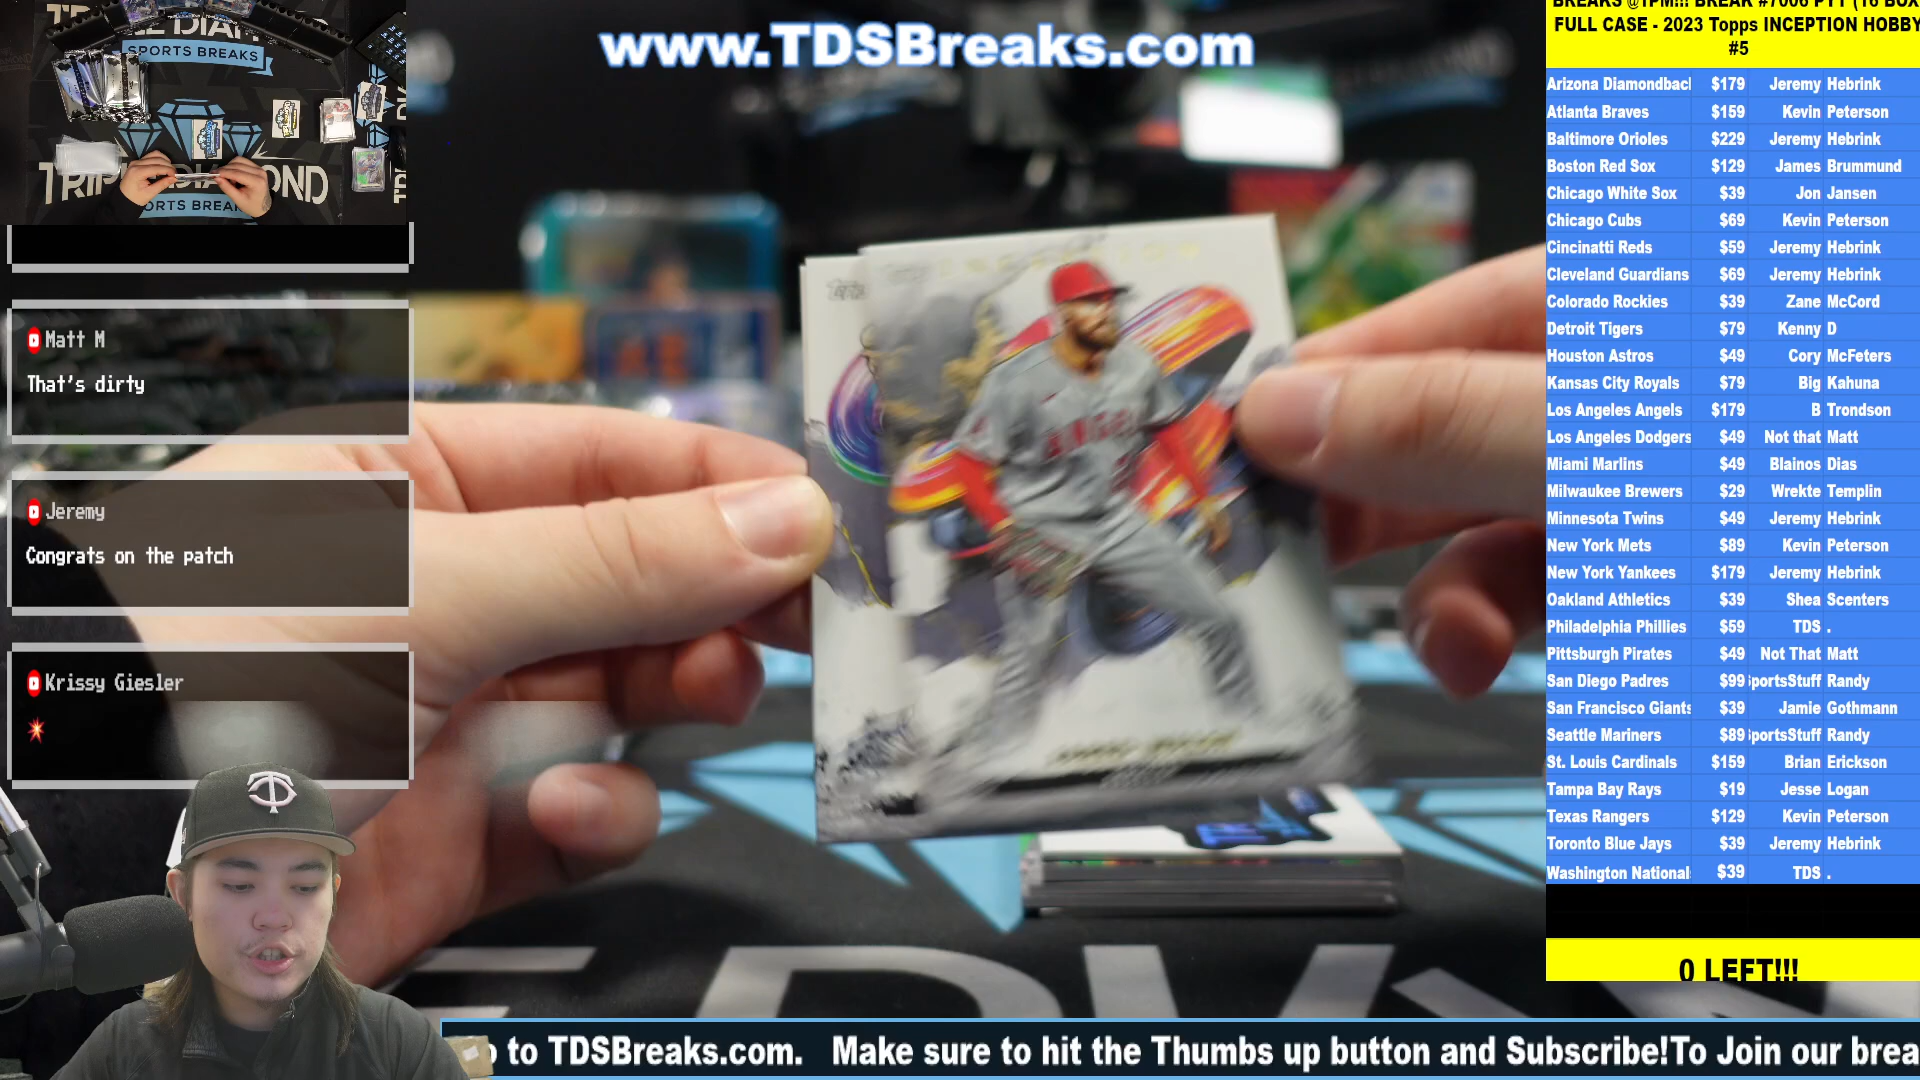 www.TDSBreaks.com
SPORTS BREAKS
Matt M
That's dirty
Jeremy
Congrats on the patch
Krissy Giesler
BREAKS @1PM!!! BREAK #7006 PYT (16 BOX
FULL CASE - 2023 Topps INCEPTION HOBBY
#5
Arizona Diamondbac $179 Jeremy Hebrink
Atlanta Braves $159 Kevin Peterson
Baltimore Orioles $229 Jeremy Hebrink
Boston Red Sox $129 James Brummund
Chicago White Sox $39 Jon Jansen
Chicago Cubs $69 Kevin Peterson
Cincinatti Reds $59 Jeremy Hebrink
Cleveland Guardians $69 Jeremy Hebrink
Colorado Rockies $39 Zane McCord
Detroit Tigers $79 Kenny D
Houston Astros $49 Cory McFeters
Kansas City Royals $79 Big Kahuna
Los Angeles Angels $179 B Trondson
Los Angeles Dodgers $49 Not that Matt
Miami Marlins $49 Blainos Dias
Milwaukee Brewers $29 Wrekte Templin
Minnesota Twins $49 Jeremy Hebrink
New York Mets $89 Kevin Peterson
New York Yankees $179 Jeremy Hebrink
Oakland Athletics $39 Shea Scenters
Philadelphia Phillies $59 TDS .
Pittsburgh Pirates $49 Not That Matt
San Diego Padres $99 portsStuff Randy
San Francisco Giants $39 Jamie Gothmann
Seattle Mariners $89 portsStuff Randy
St. Louis Cardinals $159 Brian Erickson
Tampa Bay Rays $19 Jesse Logan
Texas Rangers $129 Kevin Peterson
Toronto Blue Jays $39 Jeremy Hebrink
Washington National $39 TDS .
0 LEFT!!!
to TDSBreaks.com. Make sure to hit the Thumbs up button and Subscribe!To Join our brea